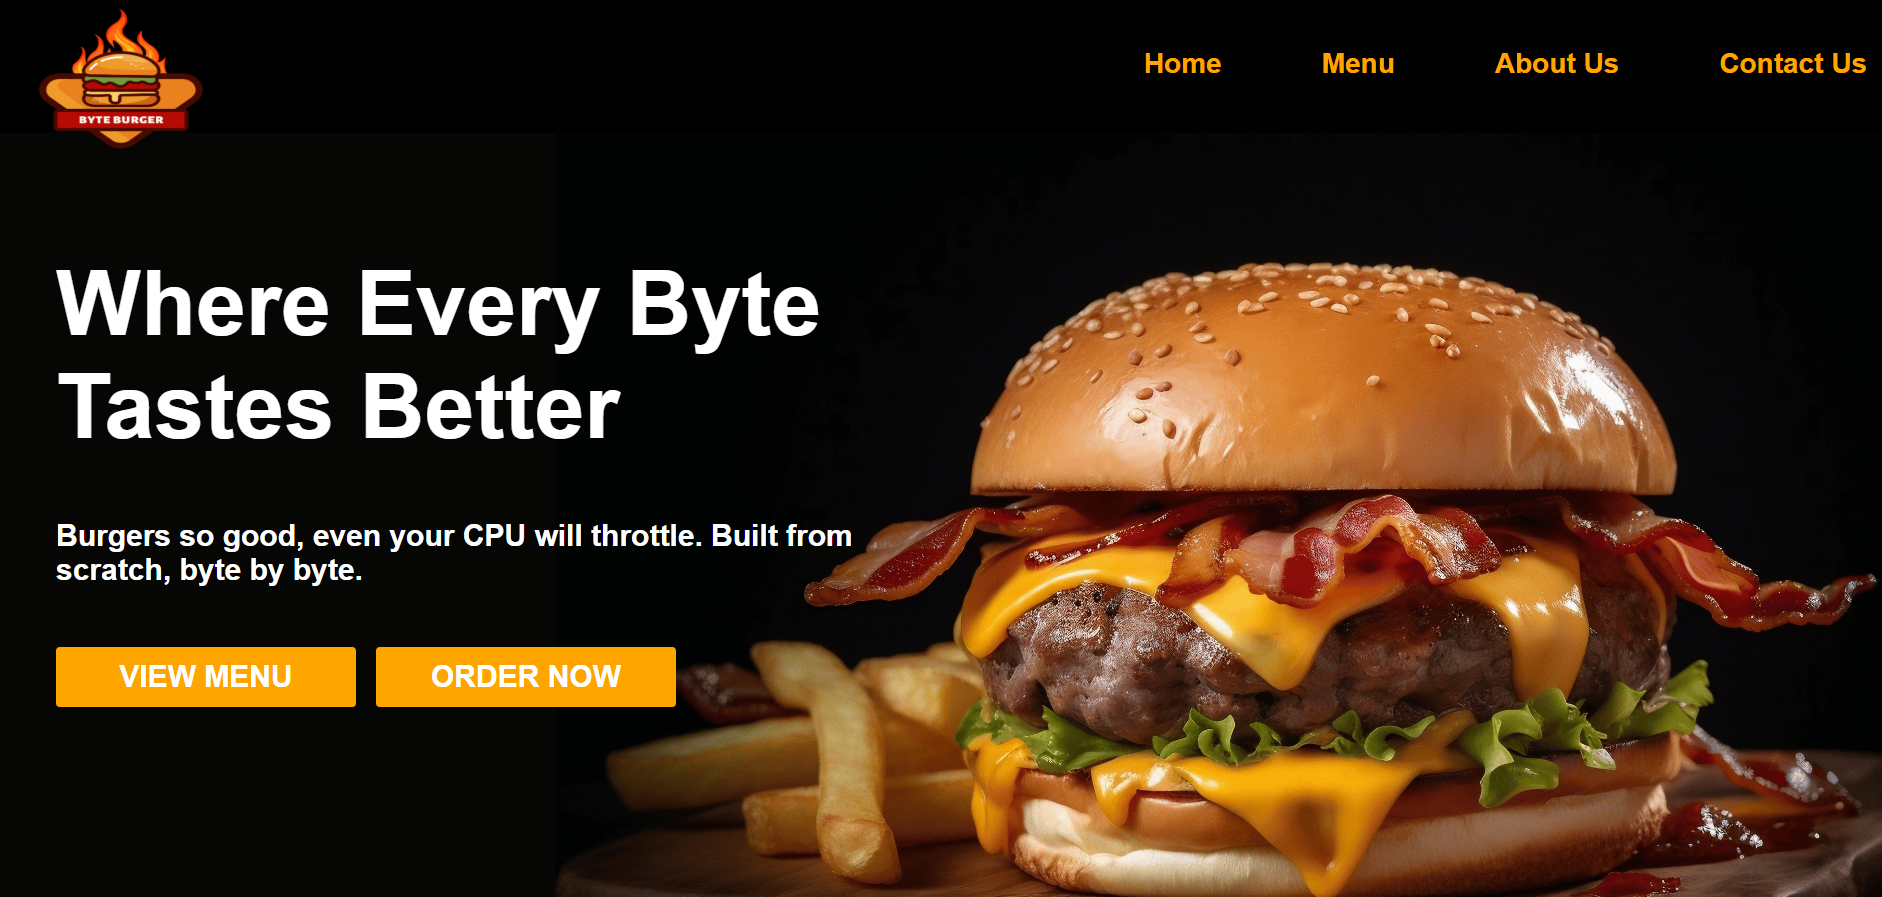 BYTE BURGER
Home
Menu
About Us
Contact Us
Where Every Byte
Tastes Better
Burgers so good, even your CPU will throttle. Built from
scratch, byte by byte.
VIEW MENU
ORDER NOW